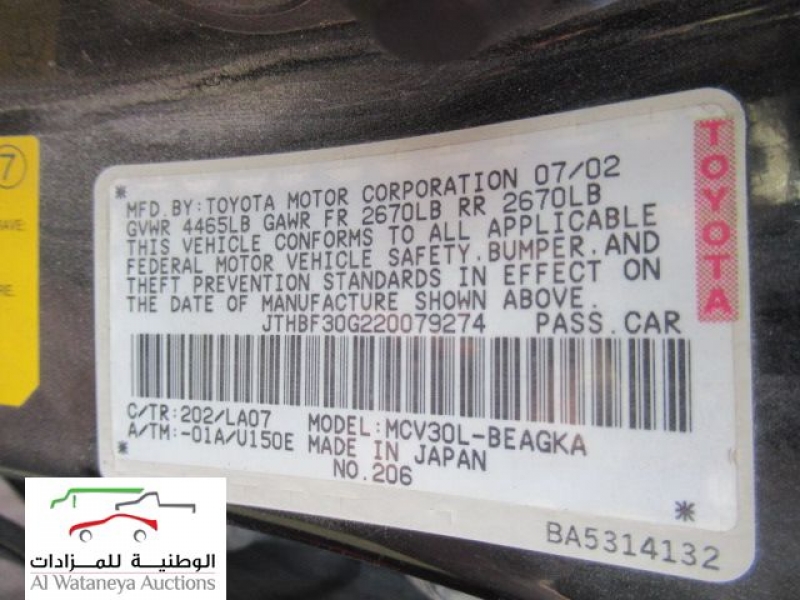 7
MFD.BY:TOYOTA MOTOR CORPORATION 07/02
GVWR 4465LB GAWR FR 2670LB RR 2670LB
THIS VEHICLE CONFORMS TO ALL APPLICABLE
FEDERAL MOTOR VEHICLE SAFETY,BUMPER,AND
THEFT PREVENTION STANDARDS IN EFFECT ON
THE DATE OF MANUFACTURE SHOWN ABOVE.
JTHBF30G220079274 PASS.CAR
C/TR:202/LA07 MODEL:MCV30L-BEAGKA
A/TM:-01A/U150E MADE IN JAPAN
NO.206
BA5314132
TOYOTA
الوطنية للمزادات
Al Wataneya Auctions